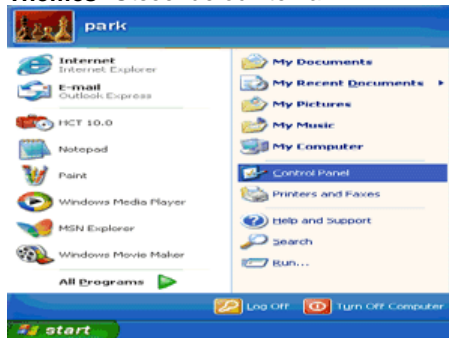 park
Internet
Internet Explorer
E-mail
Outlook Express
HCT 10.0
Notepad
Paint
Windows Media Player
MSN Explorer
Windows Movie Maker
All Programs
My Documents
My Recent Documents
My Pictures
My Music
My Computer
Control Panel
Printers and Faxes
Help and Support
Search
Run...
Log Off
Turn Off Computer
start